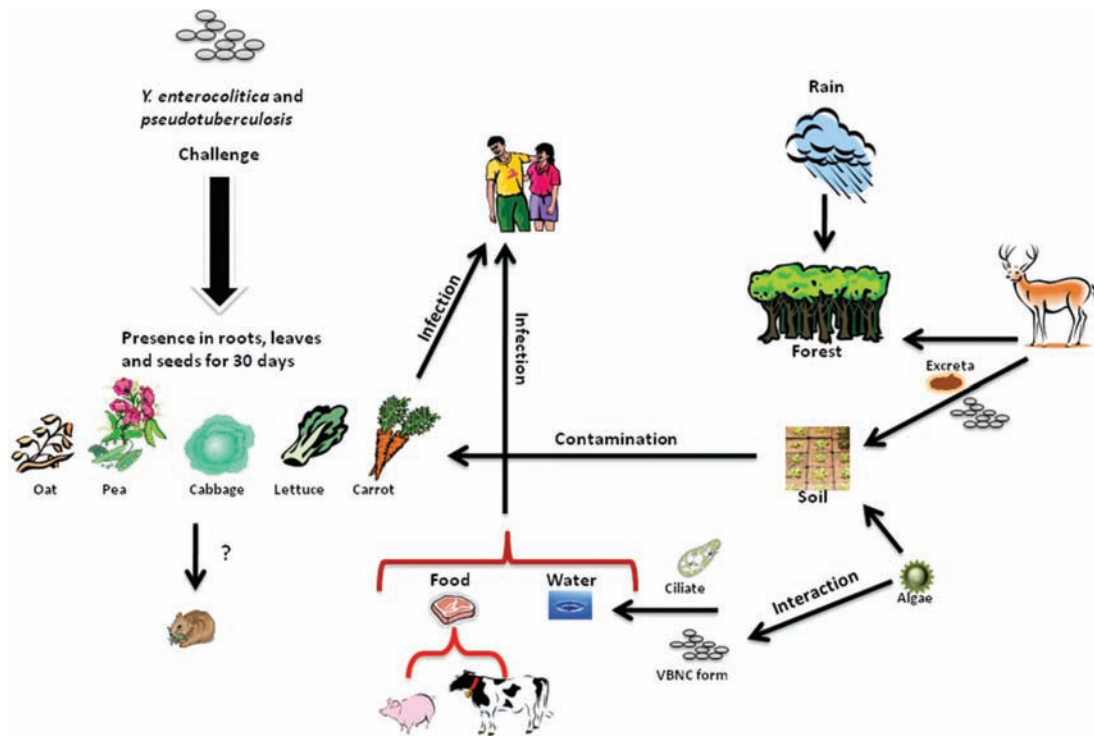 Y. enterocolitica and
pseudotuberculosis
Challenge
Presence in roots, leaves
and seeds for 30 days
Oat
Pea
Cabbage
Lettuce
Carrot
?
Infection
Infection
Rain
Forest
Excreta
Contamination
Soil
Food
Water
Ciliate
Interaction
Algae
VBNC form